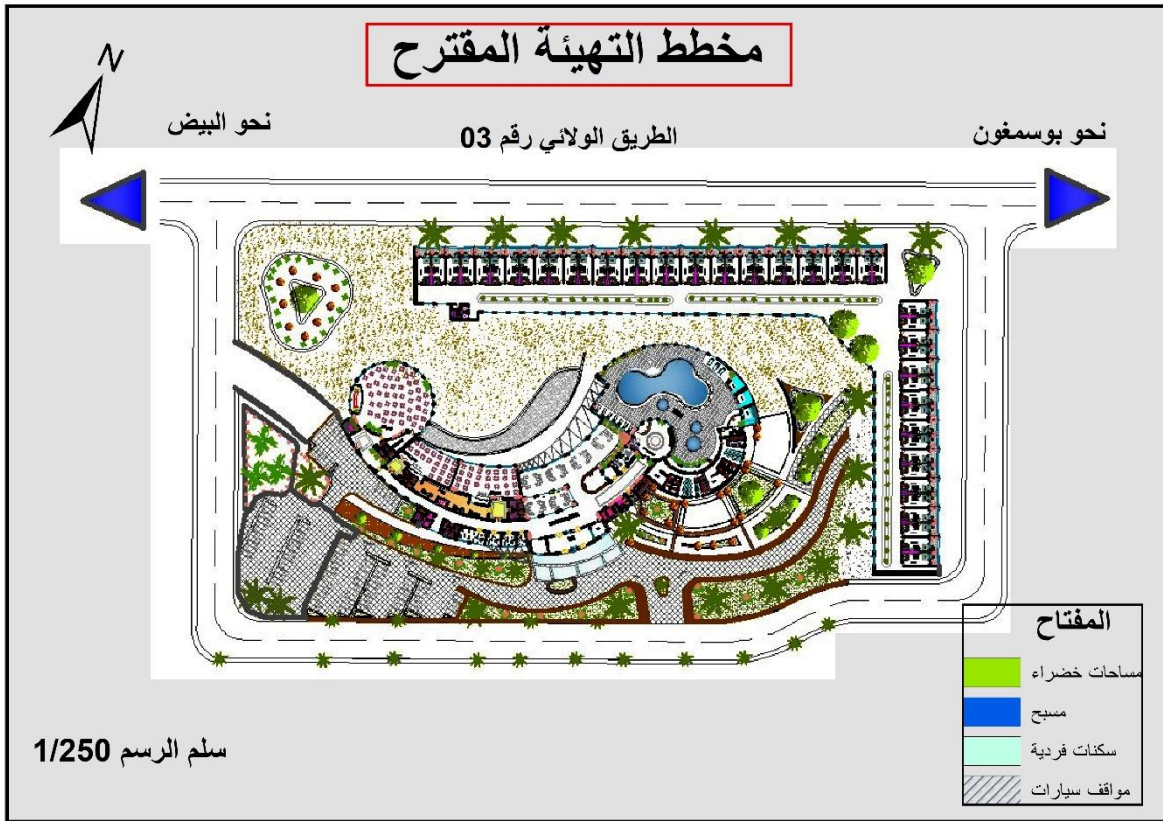 مخطط التهيئة المقترح
N
نحو البيض
الطريق الولائي رقم 03
نحو بوسمغون
المفتاح
مساحات خضراء
مسبح
سكنات فردية
مواقف سيارات
سلم الرسم 1/250